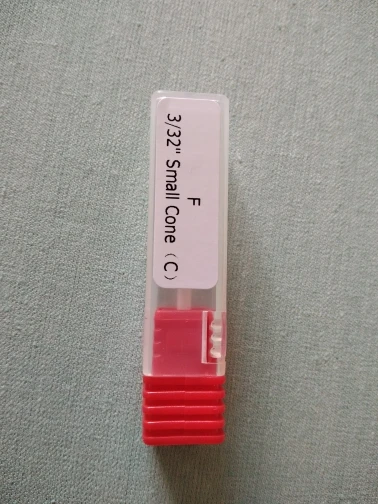 F
3/32" Small Cone（C）